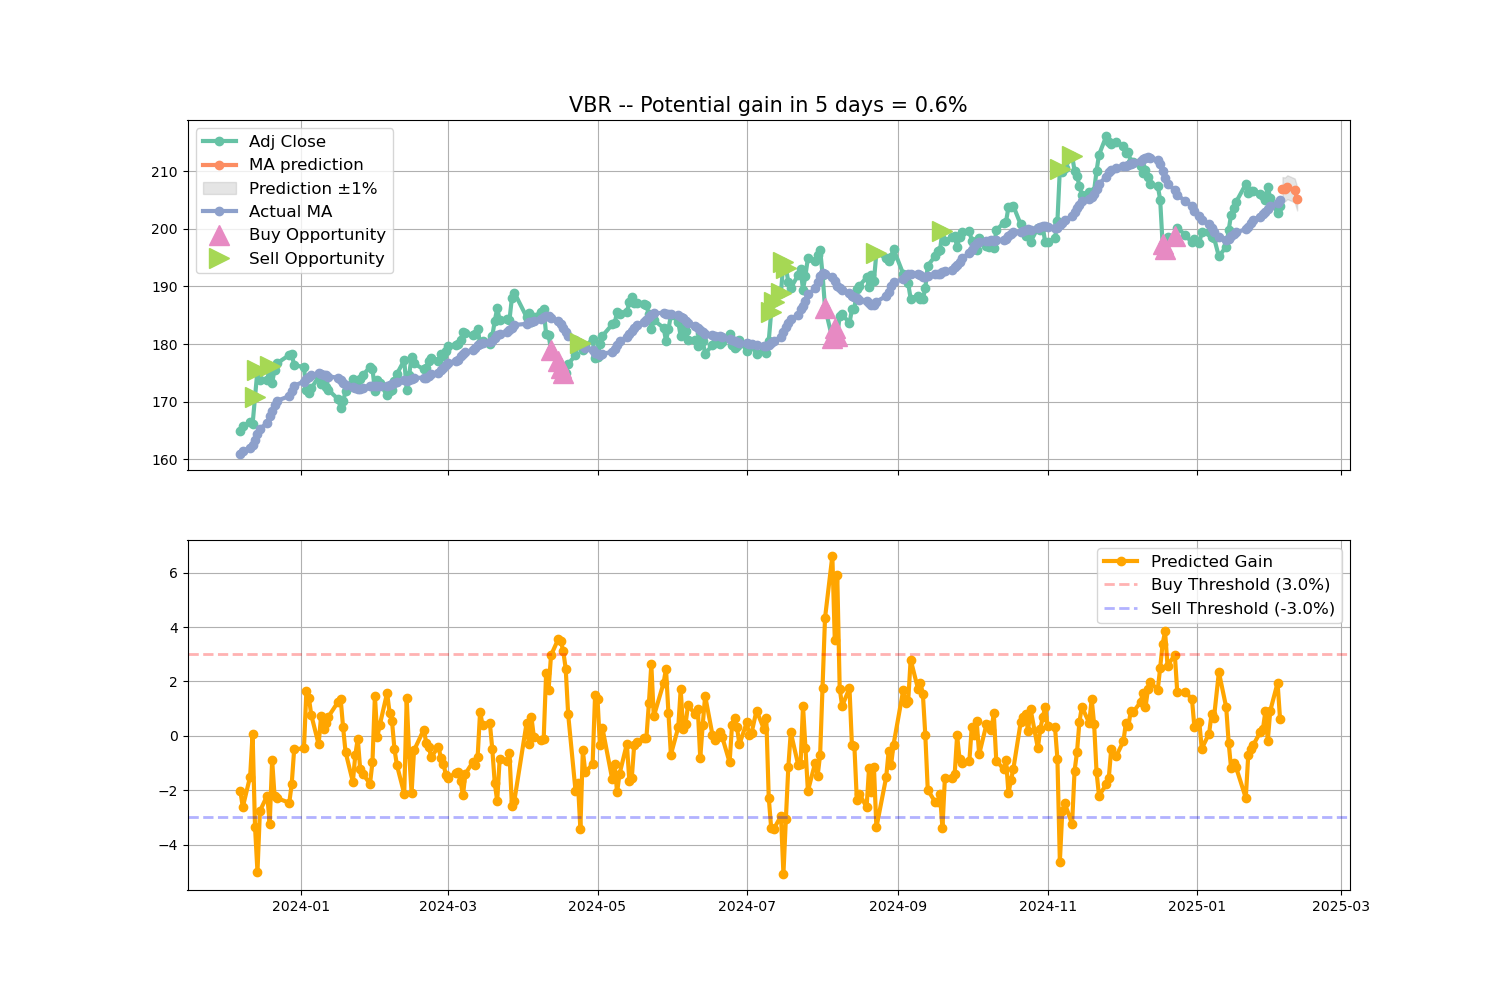 VBR -- Potential gain in 5 days = 0.6%
Adj Close
MA prediction
Prediction ±1%
Actual MA
Buy Opportunity
Sell Opportunity
210
200
190
180
170
160
Predicted Gain
Buy Threshold (3.0%)
Sell Threshold (-3.0%)
6
4
2
0
−2
−4
2024-01 2024-03 2024-05 2024-07 2024-09 2024-11 2025-01 2025-03